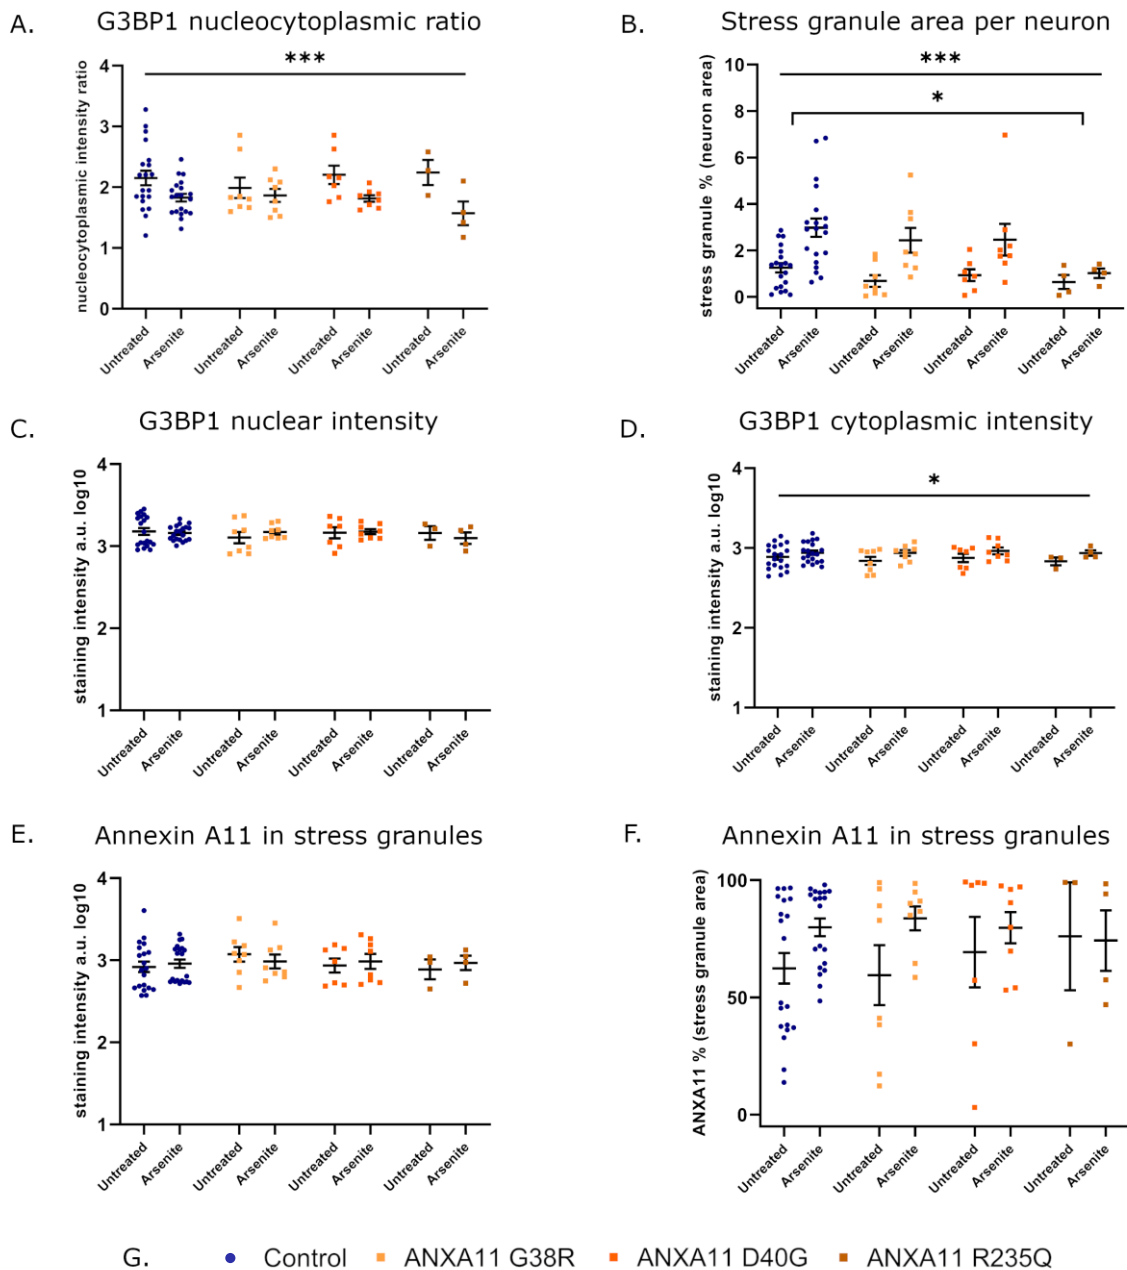 A.
G3BP1 nucleocytoplasmic ratio
nucleocytoplasmic intensity ratio
4
3
2
1
0
***
Untreated
Arsenite
Untreated
Arsenite
Untreated
Arsenite
Untreated
Arsenite
B.
Stress granule area per neuron
stress granule % (neuron area)
10
8
6
4
2
0
***
*
Untreated
Arsenite
Untreated
Arsenite
Untreated
Arsenite
Untreated
Arsenite
C.
G3BP1 nuclear intensity
staining intensity a.u. log10
4
3
2
1
Untreated
Arsenite
Untreated
Arsenite
Untreated
Arsenite
Untreated
Arsenite
D.
G3BP1 cytoplasmic intensity
staining intensity a.u. log10
4
3
2
1
*
Untreated
Arsenite
Untreated
Arsenite
Untreated
Arsenite
Untreated
Arsenite
E.
Annexin A11 in stress granules
staining intensity a.u. log10
4
3
2
1
Untreated
Arsenite
Untreated
Arsenite
Untreated
Arsenite
Untreated
Arsenite
F.
Annexin A11 in stress granules
ANXA11 % (stress granule area)
100
50
0
Untreated
Arsenite
Untreated
Arsenite
Untreated
Arsenite
Untreated
Arsenite
G.
Control
ANXA11 G38R
ANXA11 D40G
ANXA11 R235Q